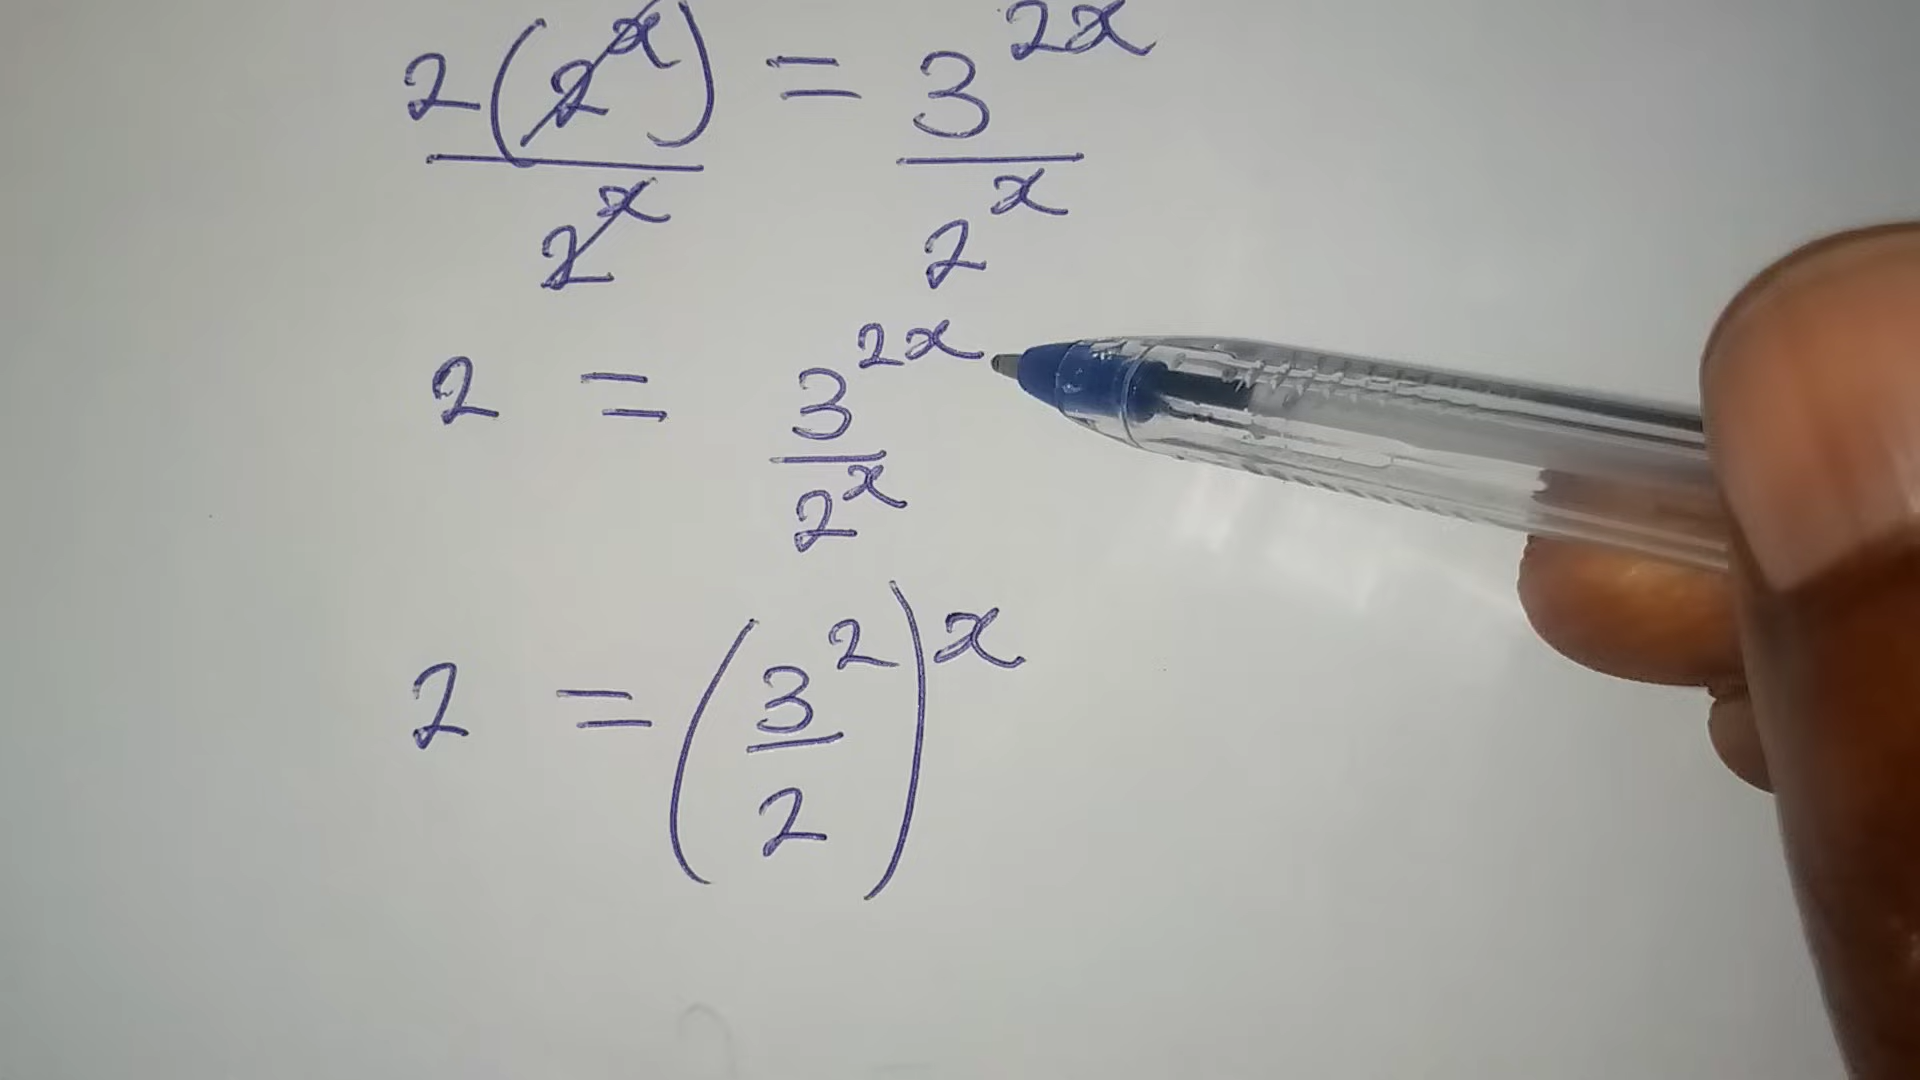 2(2^x)/2^x = 3^2x/2^x
2 = 3^2x/2^x
2 = (3^2/2)^x